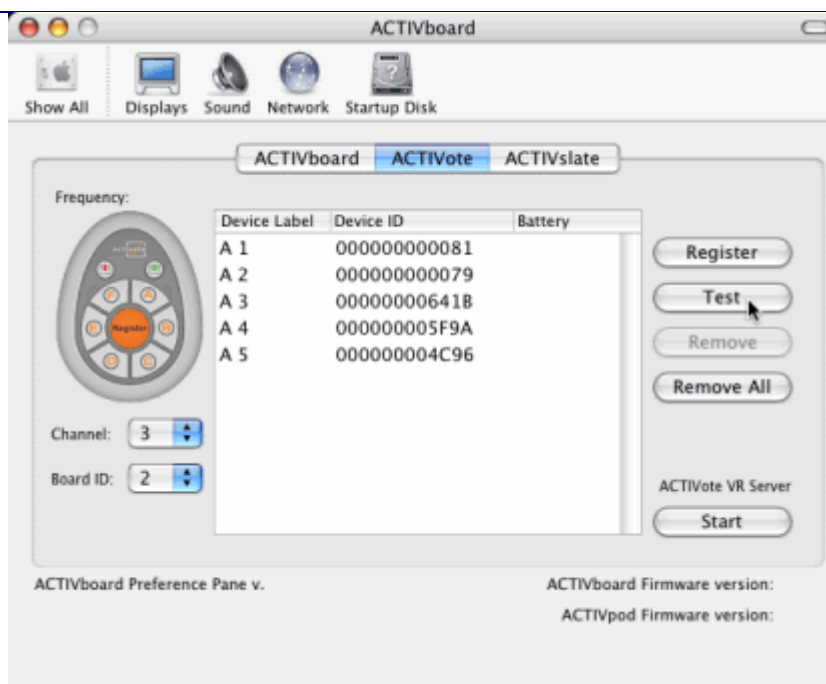 ACTIVboard
Show All Displays Sound Network Startup Disk
ACTIVboard ACTIVote ACTIVslate
Frequency:
Register
Channel: 3
Board ID: 2
Device Label Device ID Battery
A 1 000000000081
A 2 000000000079
A 3 00000000641B
A 4 000000005F9A
A 5 000000004C96
Register
Test
Remove
Remove All
ACTIVote VR Server
Start
ACTIVboard Preference Pane v.
ACTIVboard Firmware version:
ACTIVpod Firmware version: